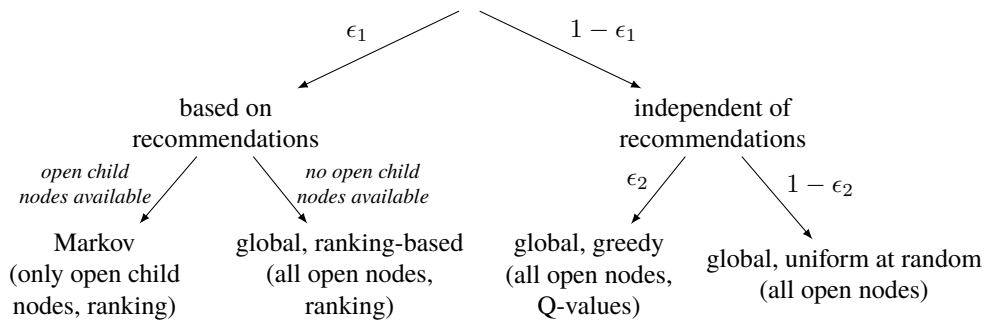 ϵ₁
1 − ϵ₁
based on
recommendations
independent of
recommendations
open child
nodes available
no open child
nodes available
ϵ₂
1 − ϵ₂
Markov
(only open child
nodes, ranking)
global, ranking-based
(all open nodes,
ranking)
global, greedy
(all open nodes,
Q-values)
global, uniform at random
(all open nodes)